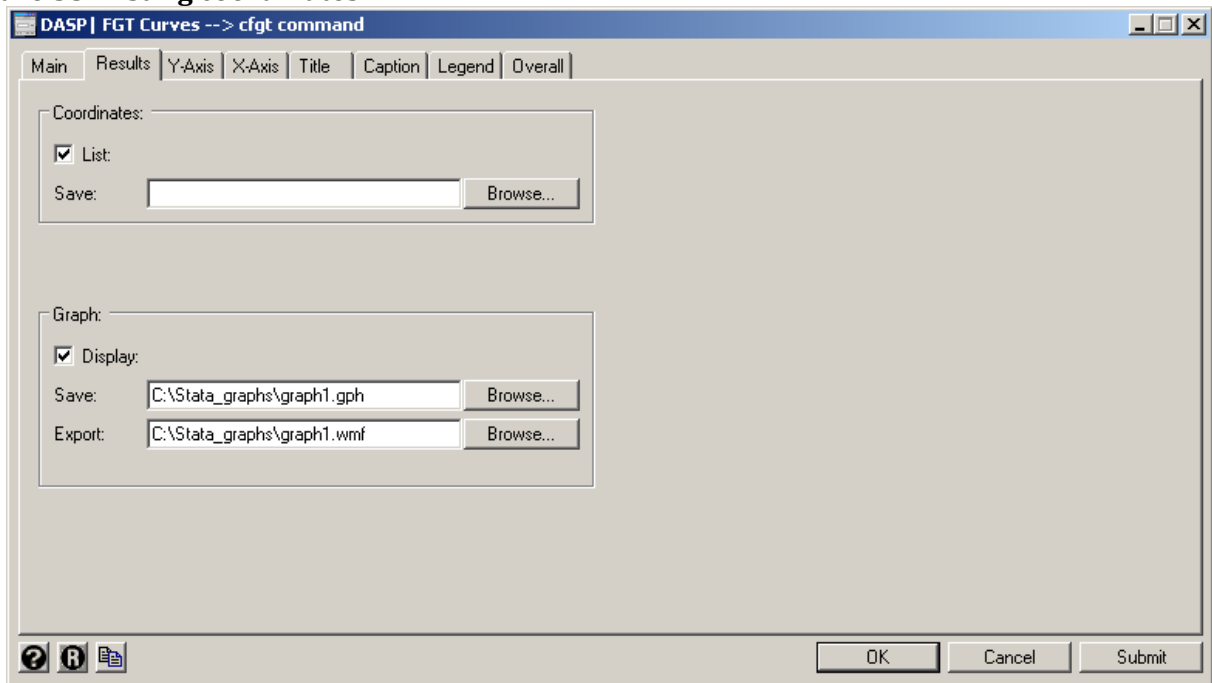 DASP| FGT Curves --> cfgt command
Main Results Y-Axis X-Axis Title Caption Legend Overall
Coordinates:
List:
Save: Browse...
Graph:
Display:
Save: C:\Stata_graphs\graph1.gph Browse...
Export: C:\Stata_graphs\graph1.wmf Browse...
OK Cancel Submit